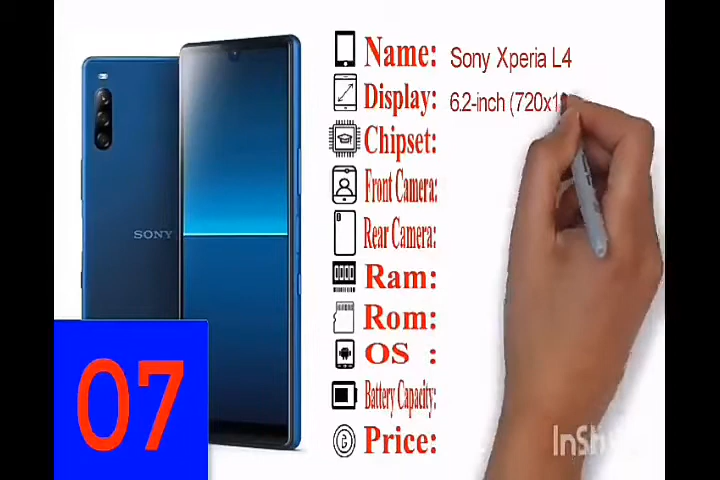 Name: Sony Xperia L4
Display: 6.2-inch (720x1
Chipset:
Front Camera:
Rear Camera:
Ram:
Rom:
OS :
Battery Capacity:
Price:
SONY
07